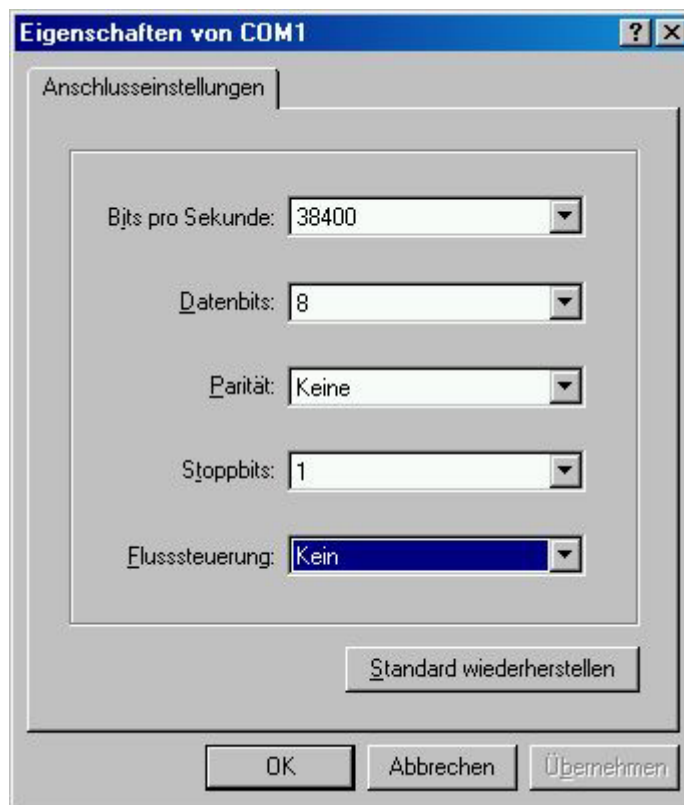 Eigenschaften von COM1
Anschlusseinstellungen
Bits pro Sekunde: 38400
Datenbits: 8
Parität: Keine
Stoppbits: 1
Flusssteuerung: Kein
Standard wiederherstellen
OK Abbrechen Übernehmen